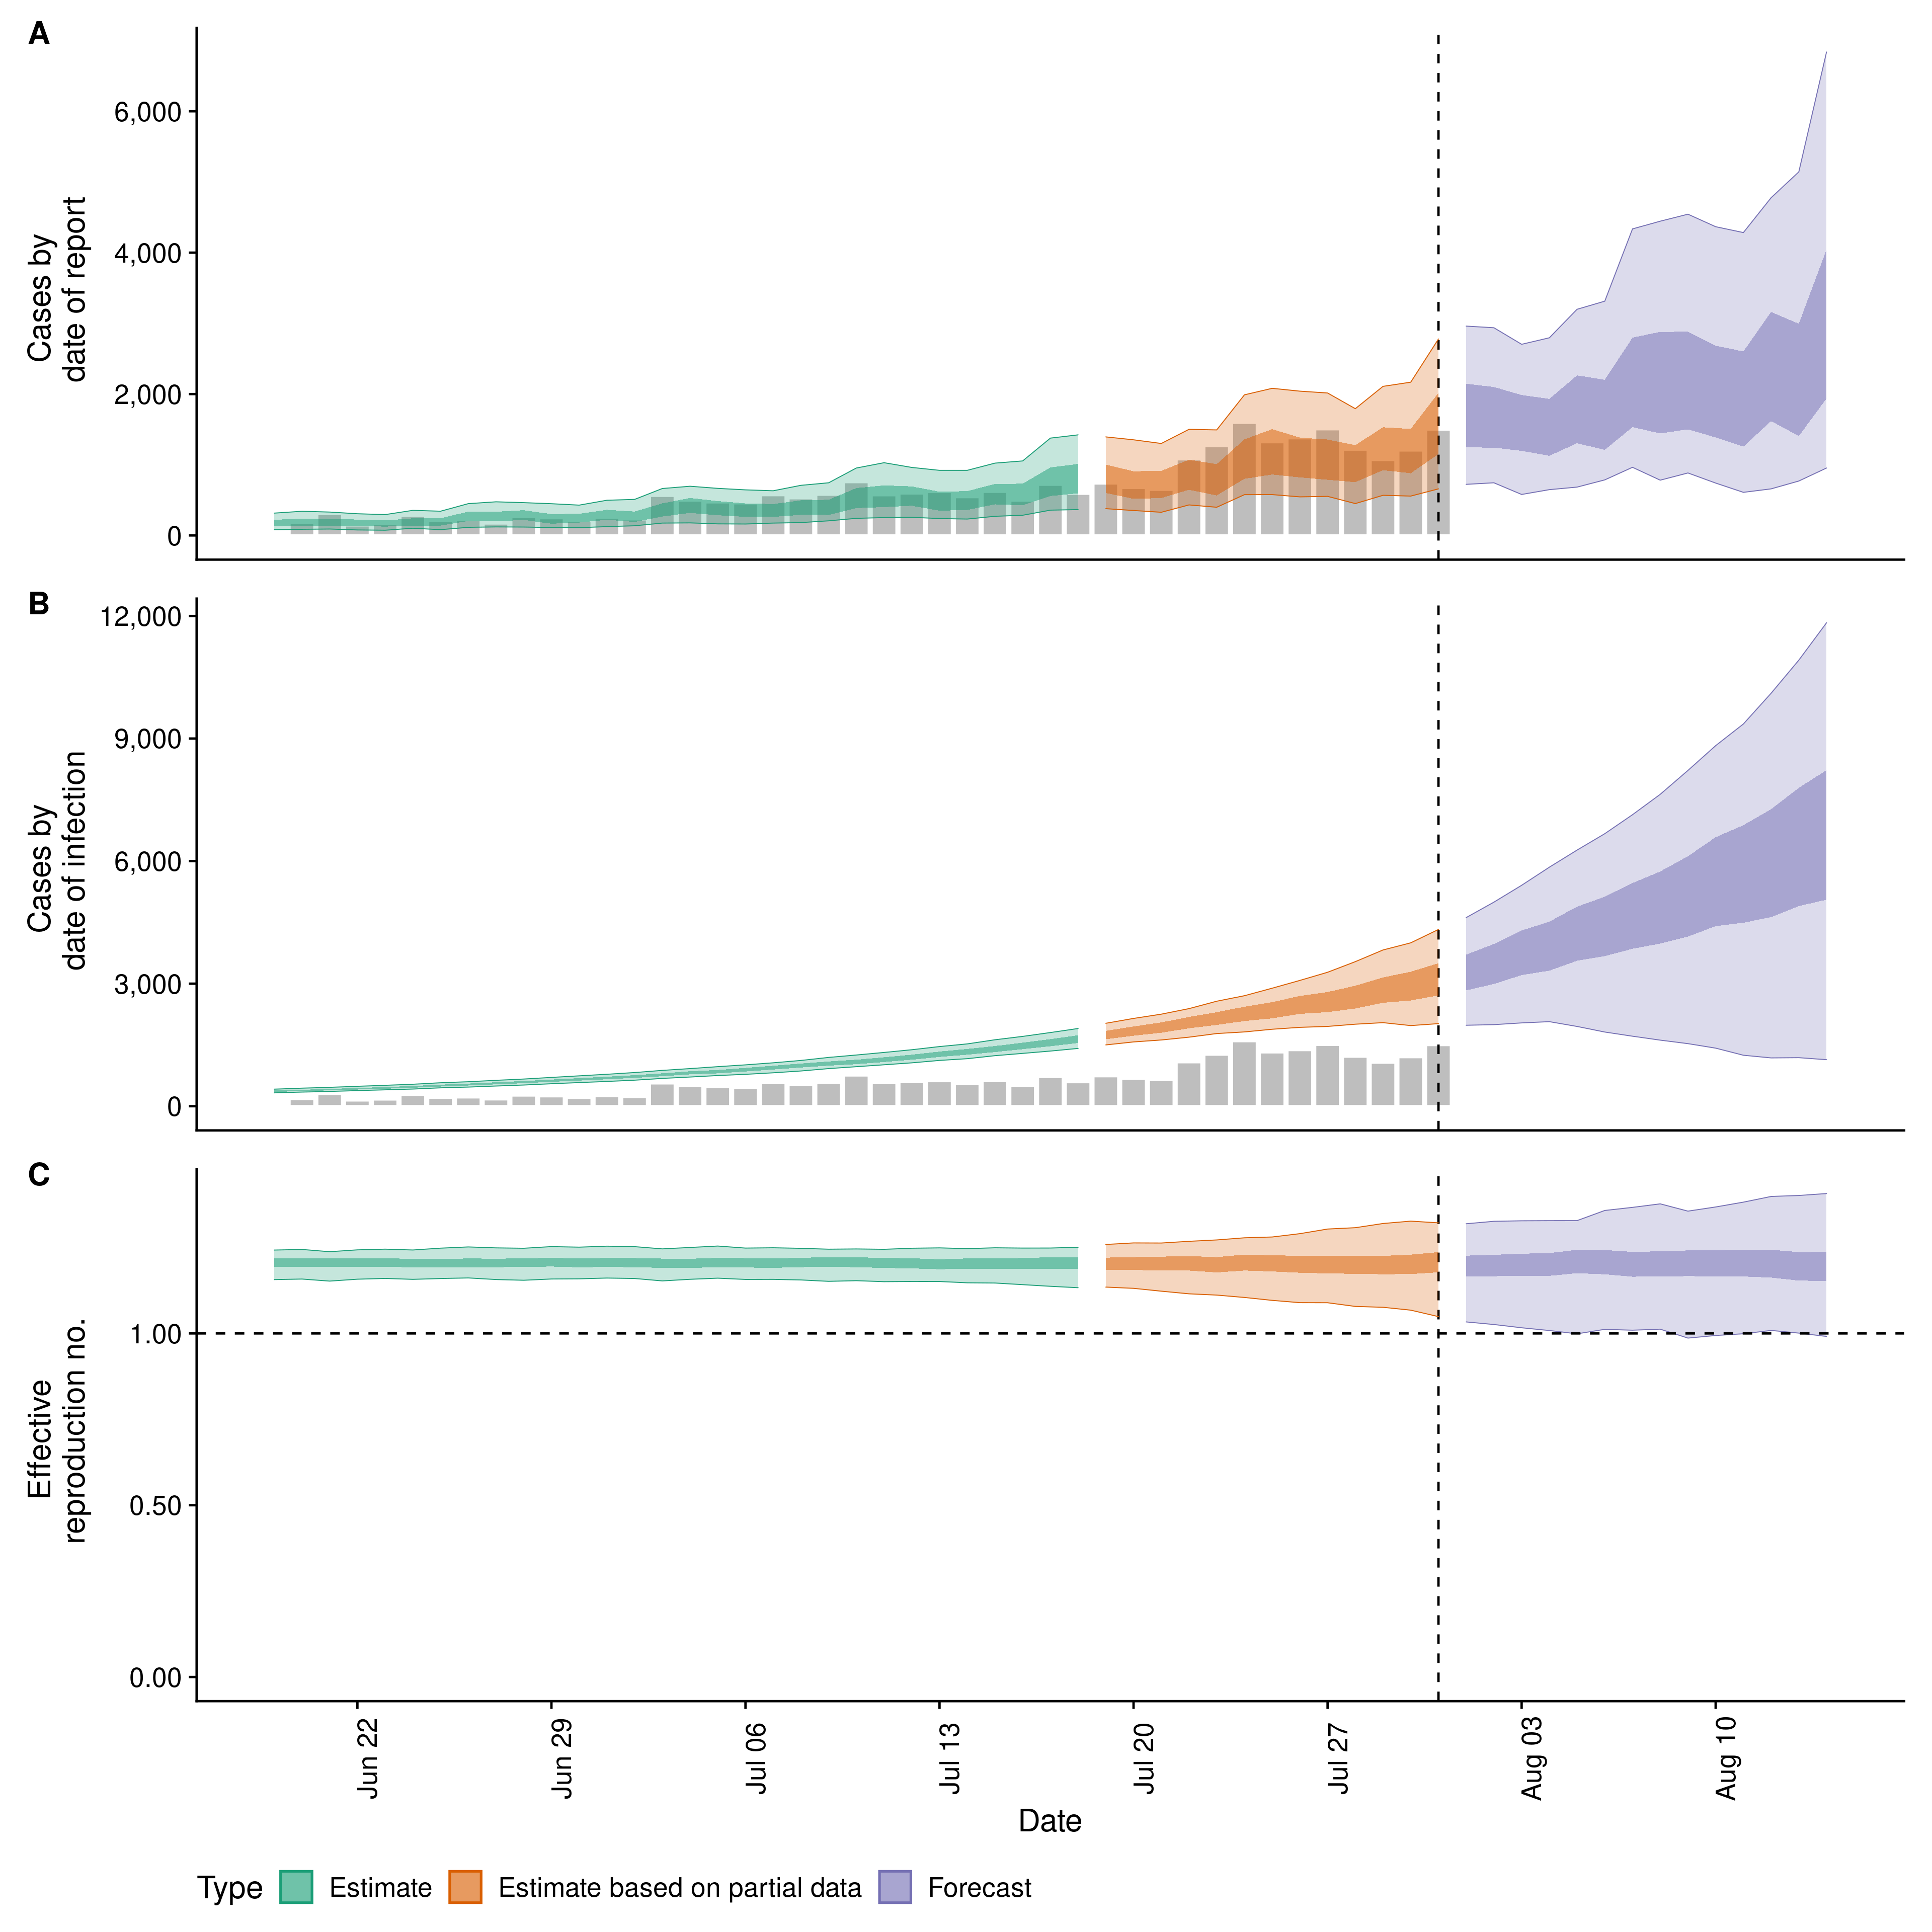 A
Cases by
date of report
6,000
4,000
2,000
0
B
Cases by
date of infection
12,000
9,000
6,000
3,000
0
C
Effective
reproduction no.
1.00
0.50
0.00
Jun 22
Jun 29
Jul 06
Jul 13
Jul 20
Jul 27
Aug 03
Aug 10
Date
Type Estimate Estimate based on partial data Forecast